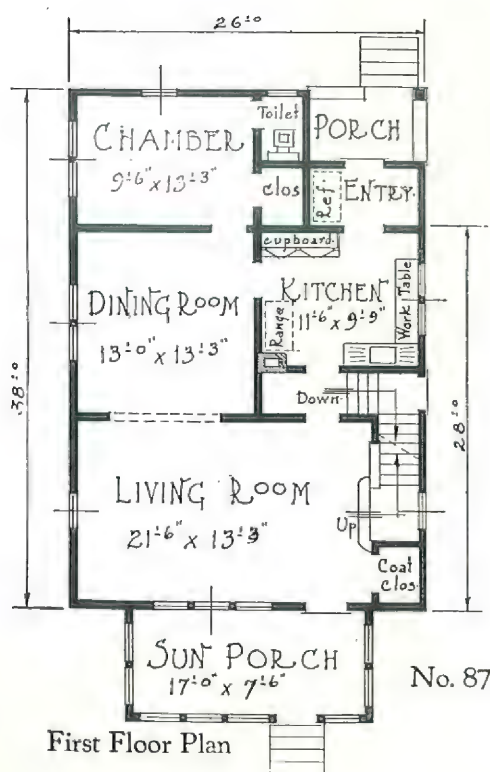 26'-0"
Toilet
CHAMBER
9'-6" x 13'-3"
PORCH
clos
Ref.
ENTRY
cupboard
KITCHEN
11'-6" x 9'-9"
Work Table
Range
DINING ROOM
13'-0" x 13'-3"
38'-0"
28'-0"
Down
LIVING ROOM
21'-6" x 13'-3"
Up
Coat
clos.
SUN PORCH
17'-0" x 7'-6"
No. 87
First Floor Plan